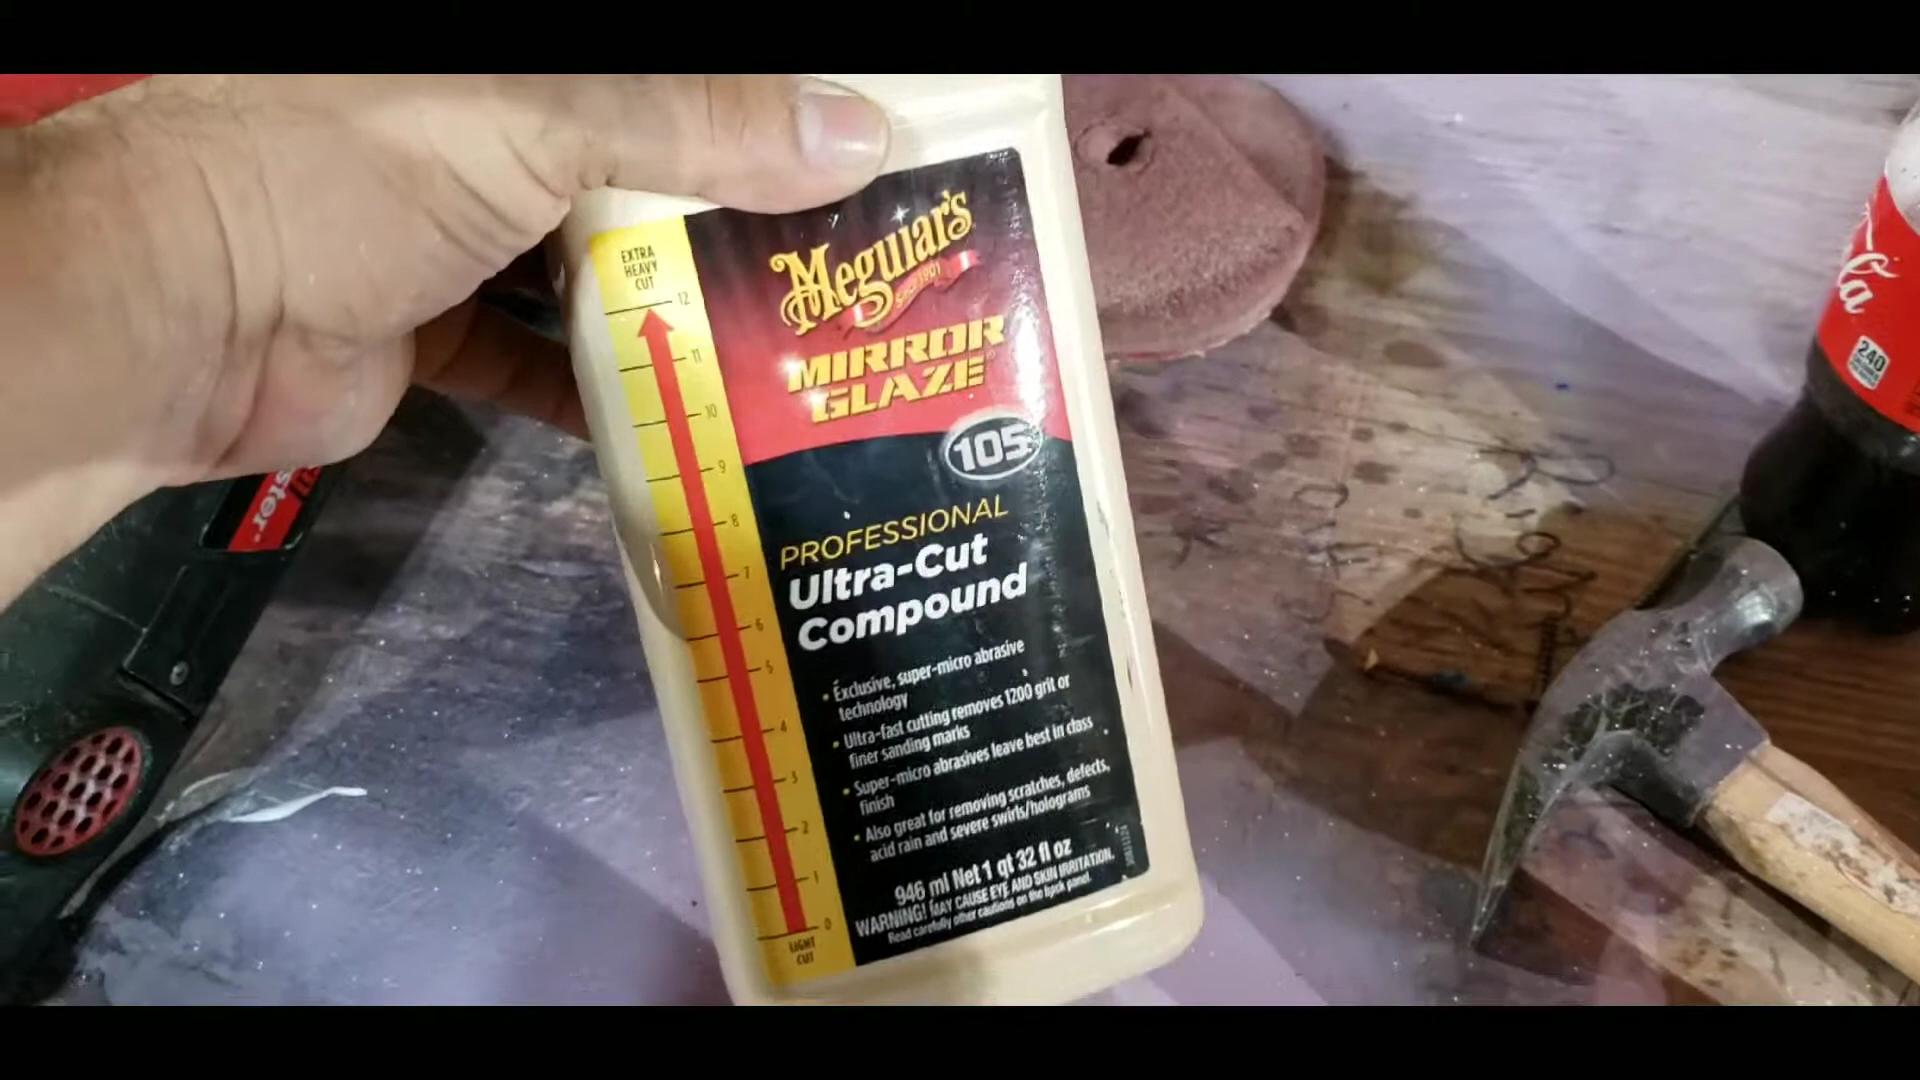 Meguiar's
Since 1901
MIRROR
GLAZE®
105
PROFESSIONAL
Ultra-Cut
Compound
• Exclusive, super-micro abrasive
technology
• Ultra-fast cutting removes 1200 grit or
finer sanding marks
• Super-micro abrasives leave best in class
finish
• Also great for removing scratches, defects,
acid rain and severe swirls/holograms
946 ml Net 1 qt 32 fl oz
WARNING! MAY CAUSE EYE AND SKIN IRRITATION.
Read carefully other cautions on the back panel.
EXTRA
HEAVY
CUT
12
11
10
9
8
7
6
5
4
3
2
1
0
LIGHT
CUT
ster
la
240